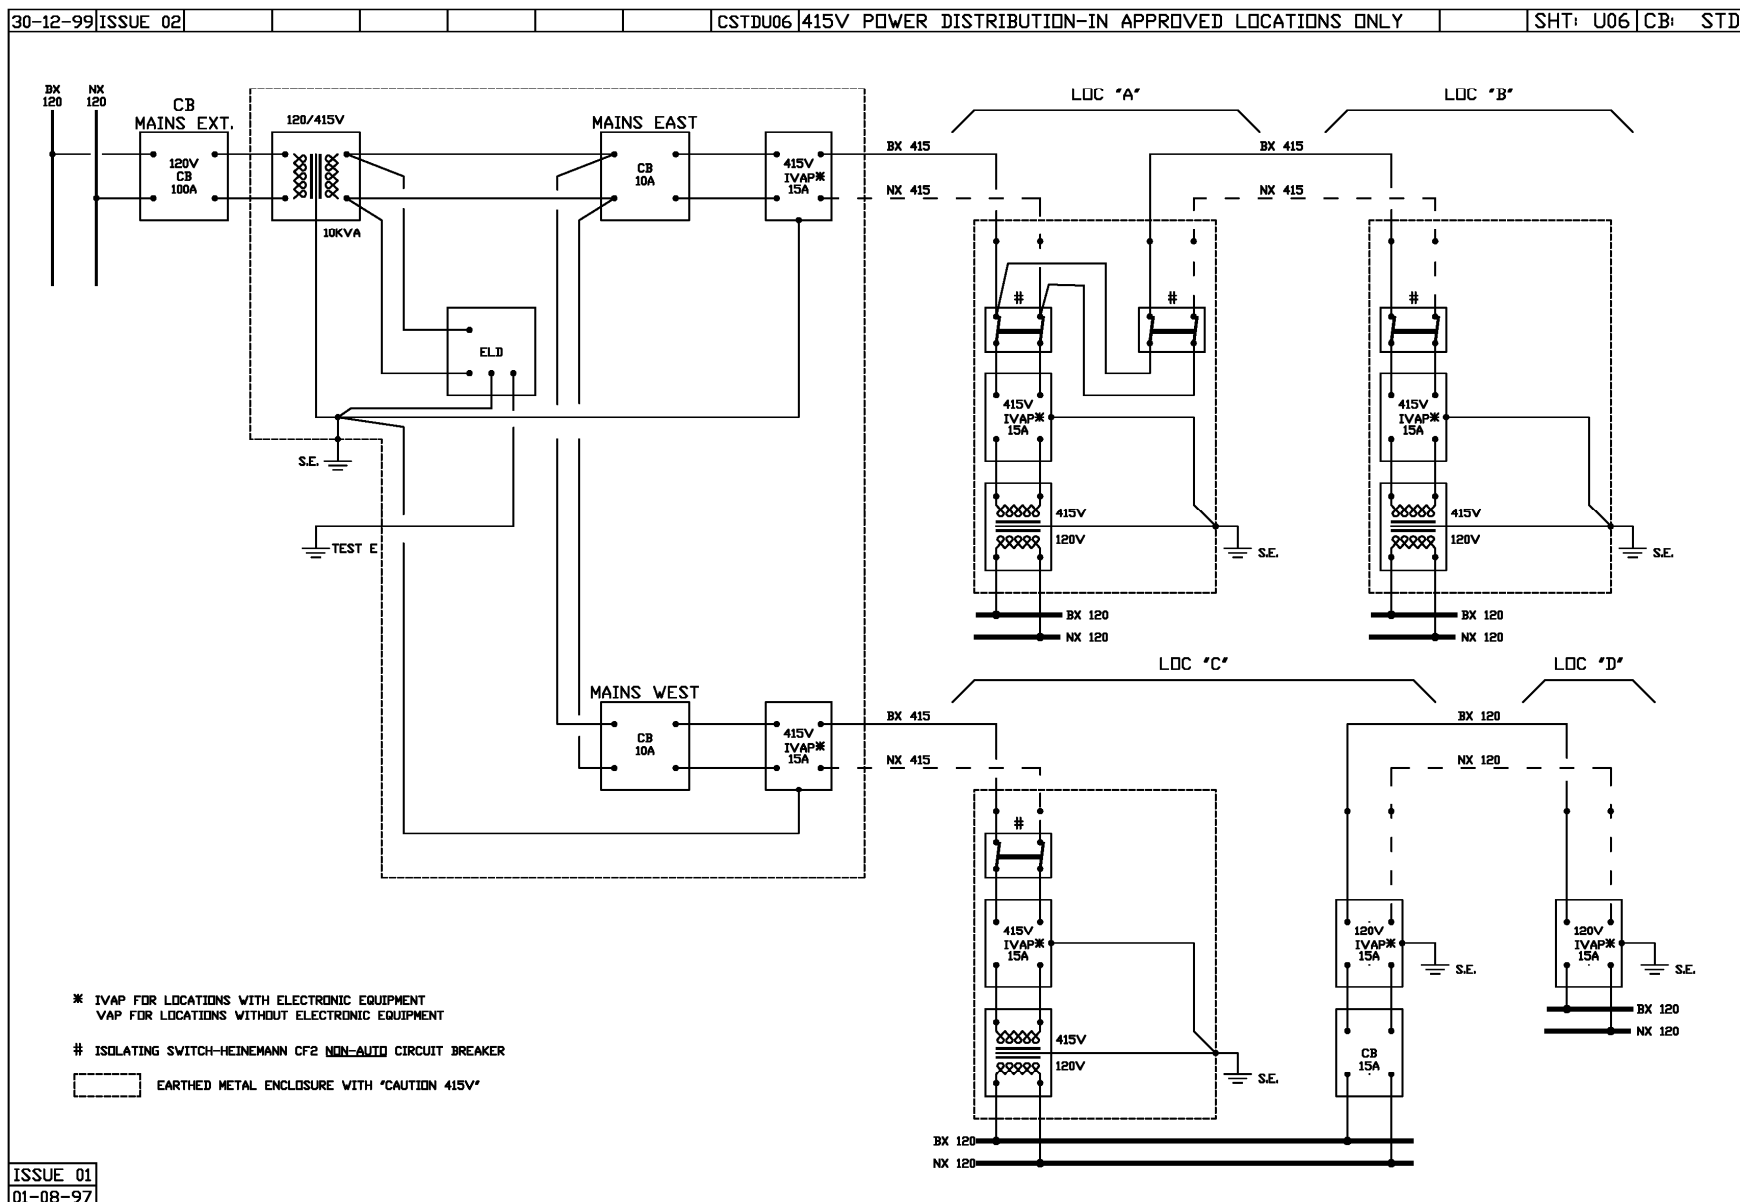 30-12-99 ISSUE 02 CSTDU06 415V POWER DISTRIBUTION-IN APPROVED LOCATIONS ONLY SHT: U06 CB: STD
BX 120
NX 120
CB
MAINS EXT.
120V
CB
100A
120/415V
10KVA
ELD
S.E.
TEST E
MAINS EAST
CB
10A
415V
IVAP*
15A
BX 415
NX 415
LOC "A"
#
#
415V
IVAP*
15A
415V
120V
S.E.
BX 120
NX 120
BX 415
NX 415
LOC "B"
#
415V
IVAP*
15A
415V
120V
S.E.
BX 120
NX 120
MAINS WEST
CB
10A
415V
IVAP*
15A
BX 415
NX 415
LOC "C"
#
415V
IVAP*
15A
415V
120V
S.E.
BX 120
NX 120
120V
IVAP*
15A
S.E.
CB
15A
BX 120
NX 120
LOC "D"
120V
IVAP*
15A
S.E.
BX 120
NX 120
* IVAP FOR LOCATIONS WITH ELECTRONIC EQUIPMENT
VAP FOR LOCATIONS WITHOUT ELECTRONIC EQUIPMENT
# ISOLATING SWITCH-HEINEMANN CF2 NON-AUTO CIRCUIT BREAKER
EARTHED METAL ENCLOSURE WITH "CAUTION 415V"
ISSUE 01
01-08-97